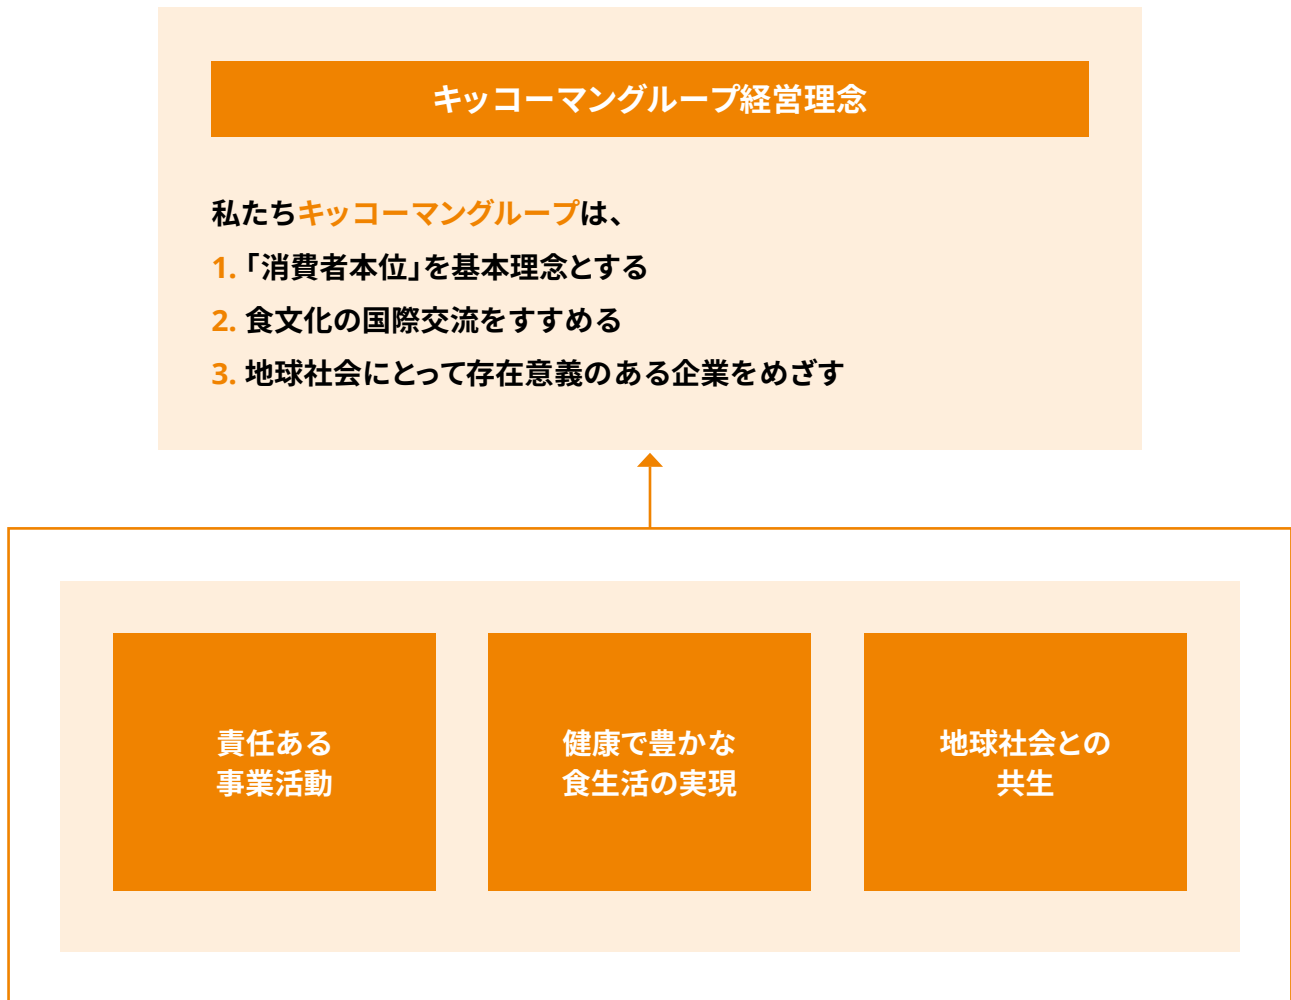 キッコーマングループ経営理念
私たちキッコーマングループは、
1. 「消費者本位」を基本理念とする
2. 食文化の国際交流をすすめる
3. 地球社会にとって存在意義のある企業をめざす
責任ある
事業活動
健康で豊かな
食生活の実現
地球社会との
共生